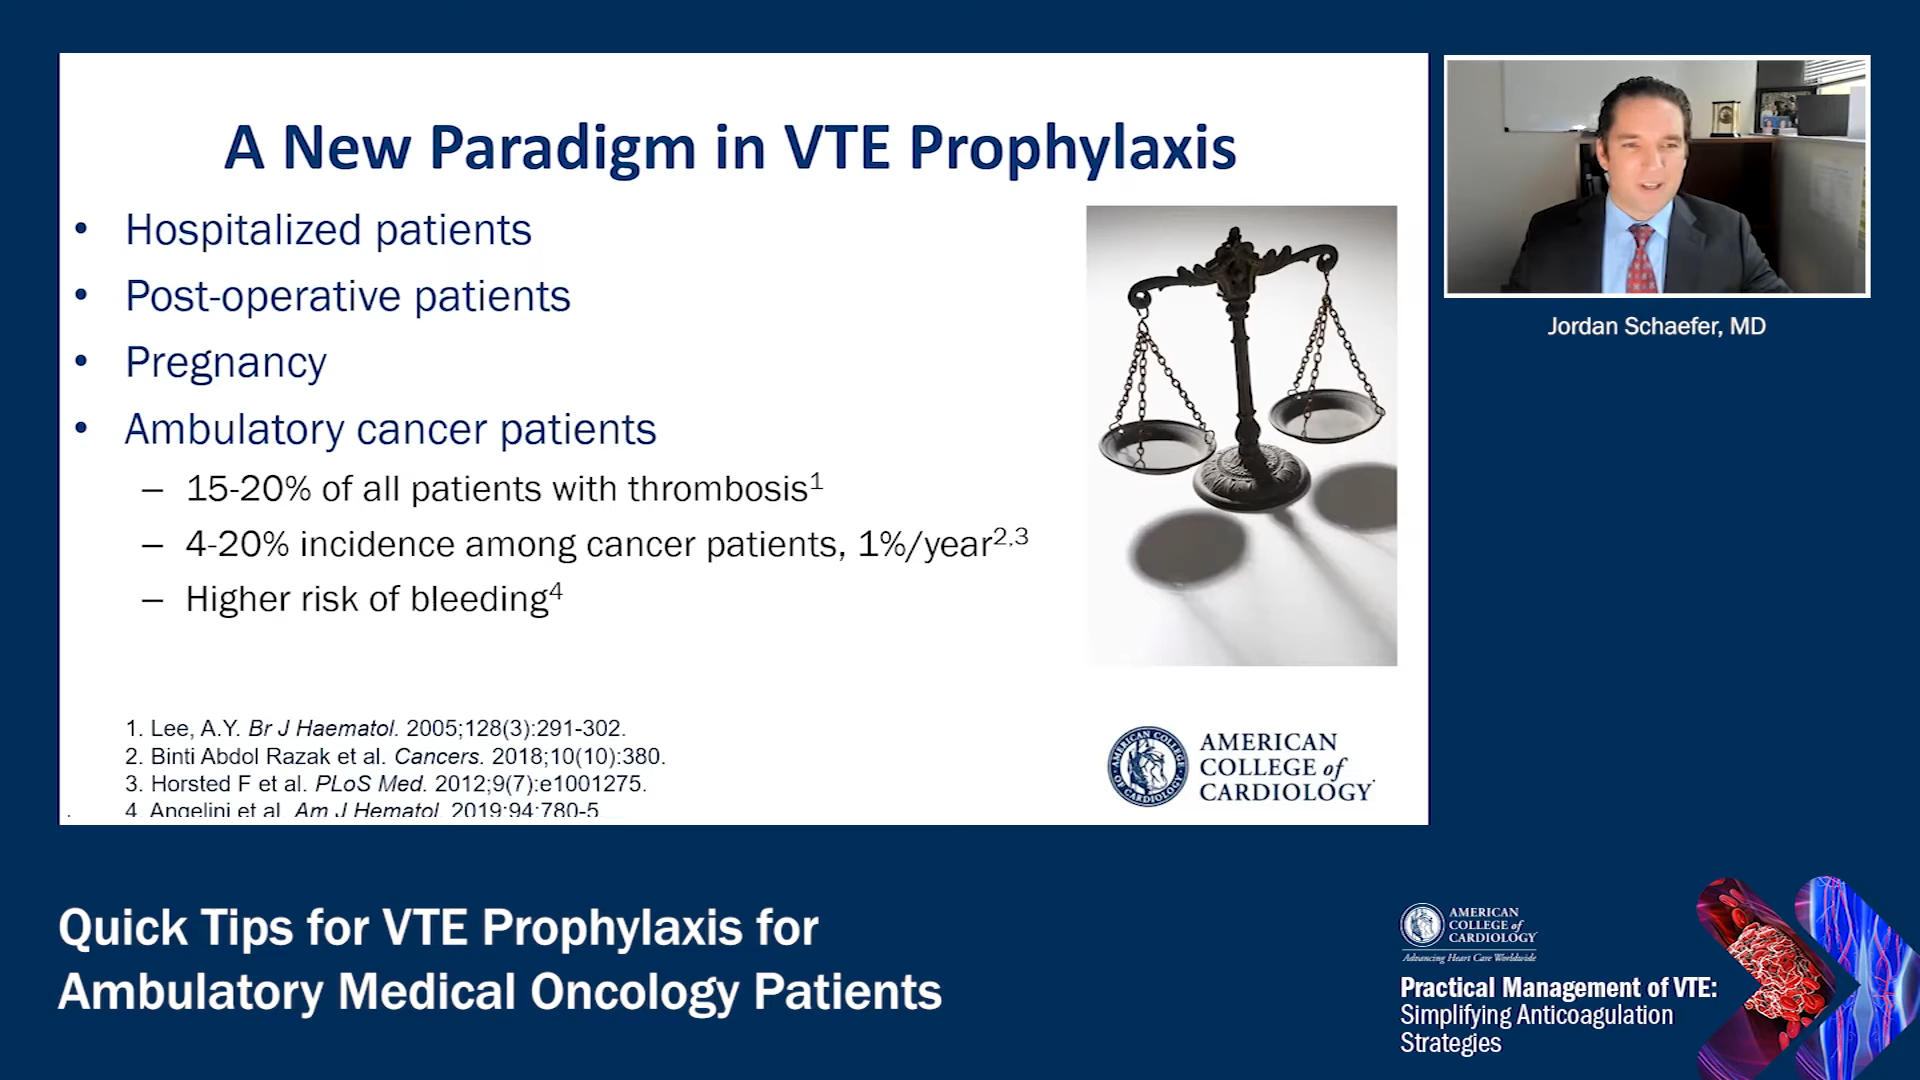 A New Paradigm in VTE Prophylaxis
• Hospitalized patients
• Post-operative patients
• Pregnancy
• Ambulatory cancer patients
– 15-20% of all patients with thrombosis1
– 4-20% incidence among cancer patients, 1%/year2,3
– Higher risk of bleeding4
1. Lee, A.Y. Br J Haematol. 2005;128(3):291-302.
2. Binti Abdol Razak et al. Cancers. 2018;10(10):380.
3. Horsted F et al. PLoS Med. 2012;9(7):e1001275.
4. Angelini et al. Am J Hematol. 2019;94:780-5
AMERICAN COLLEGE OF CARDIOLOGY
AMERICAN
COLLEGE of
CARDIOLOGY
Jordan Schaefer, MD
Quick Tips for VTE Prophylaxis for
Ambulatory Medical Oncology Patients
AMERICAN
COLLEGE of
CARDIOLOGY
Advancing Heart Care Worldwide
Practical Management of VTE:
Simplifying Anticoagulation
Strategies